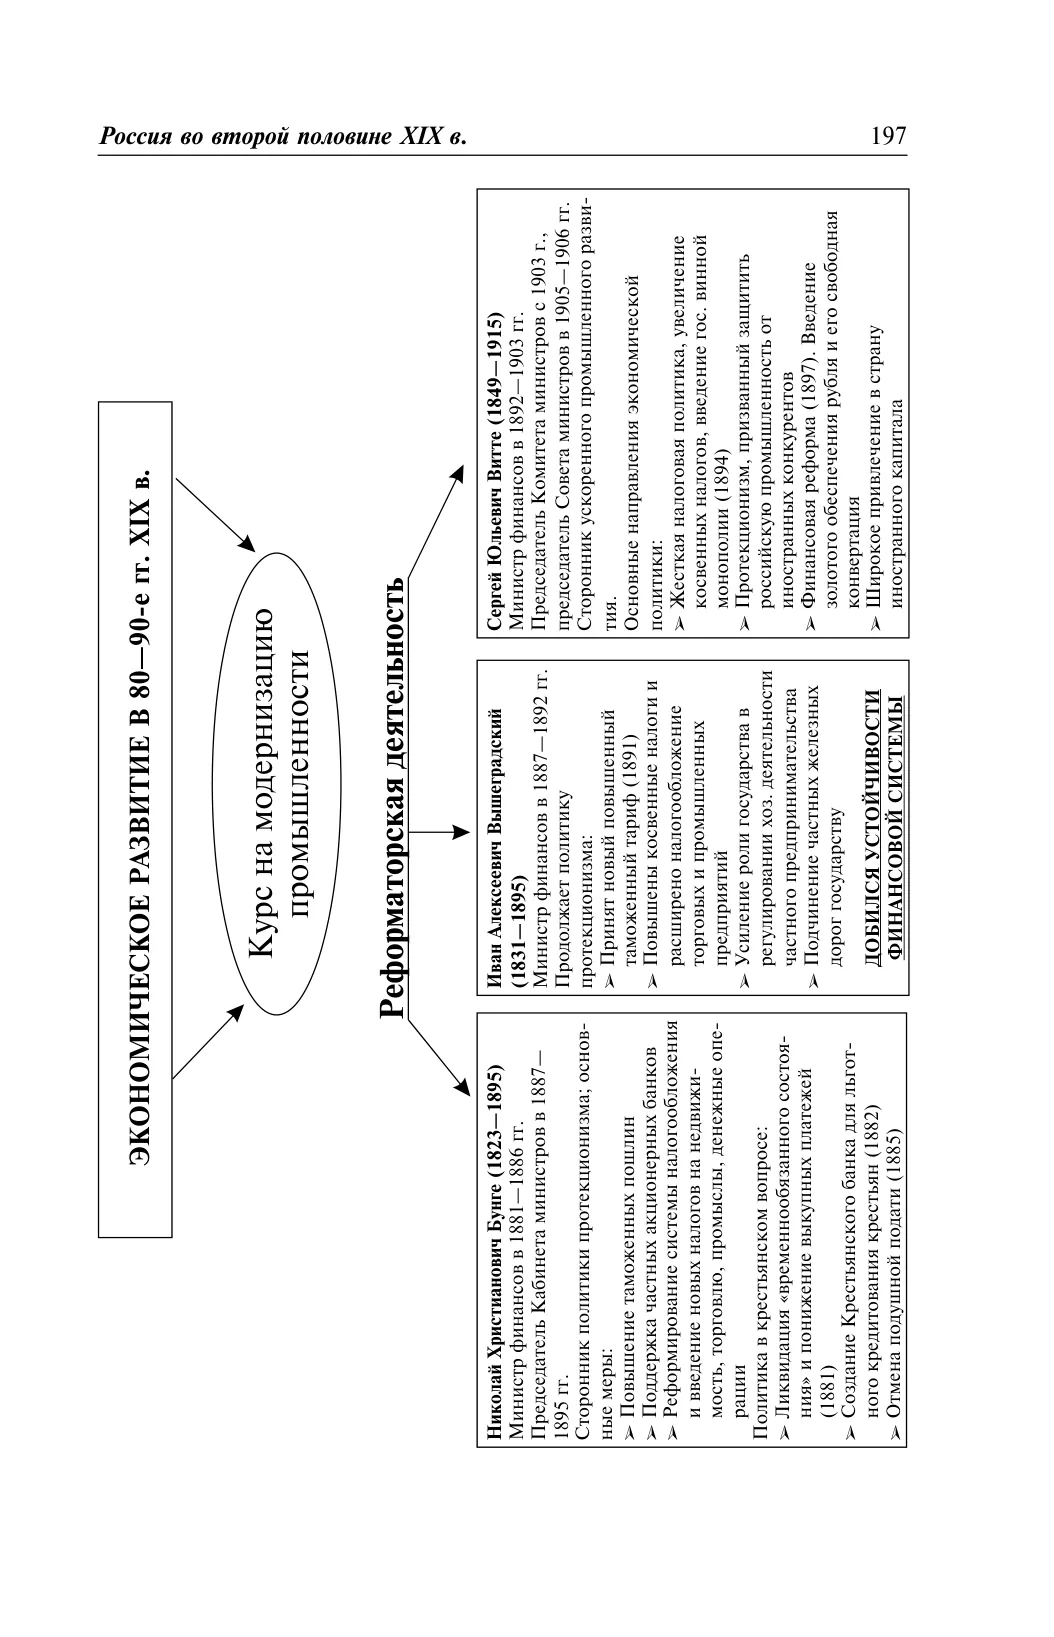 Россия во второй половине XIX в.
197
ЭКОНОМИЧЕСКОЕ РАЗВИТИЕ В 80—90-е гг. XIX в.
Курс на модернизацию
промышленности
Реформаторская деятельность
Николай Христианович Бунге (1823—1895)
Министр финансов в 1881—1886 гг.
Председатель Кабинета министров в 1887—
1895 гг.
Сторонник политики протекционизма; основ-
ные меры:
➢ Повышение таможенных пошлин
➢ Поддержка частных акционерных банков
➢ Реформирование системы налогообложения
и введение новых налогов на недвижи-
мость, торговлю, промыслы, денежные опе-
рации
Политика в крестьянском вопросе:
➢ Ликвидация «временнообязанного состоя-
ния» и понижение выкупных платежей
(1881)
➢ Создание Крестьянского банка для льгот-
ного кредитования крестьян (1882)
➢ Отмена подушной подати (1885)
Иван Алексеевич Вышеградский
(1831—1895)
Министр финансов в 1887—1892 гг.
Продолжает политику
протекционизма:
➢ Принят новый повышенный
таможенный тариф (1891)
➢ Повышены косвенные налоги и
расширено налогообложение
торговых и промышленных
предприятий
➢ Усиление роли государства в
регулировании хоз. деятельности
частного предпринимательства
➢ Подчинение частных железных
дорог государству
ДОБИЛСЯ УСТОЙЧИВОСТИ
ФИНАНСОВОЙ СИСТЕМЫ
Сергей Юльевич Витте (1849—1915)
Министр финансов в 1892—1903 гг.
Председатель Комитета министров с 1903 г.,
председатель Совета министров в 1905—1906 гг.
Сторонник ускоренного промышленного разви-
тия.
Основные направления экономической
политики:
➢ Жесткая налоговая политика, увеличение
косвенных налогов, введение гос. винной
монополии (1894)
➢ Протекционизм, призванный защитить
российскую промышленность от
иностранных конкурентов
➢ Финансовая реформа (1897). Введение
золотого обеспечения рубля и его свободная
конвертация
➢ Широкое привлечение в страну
иностранного капитала